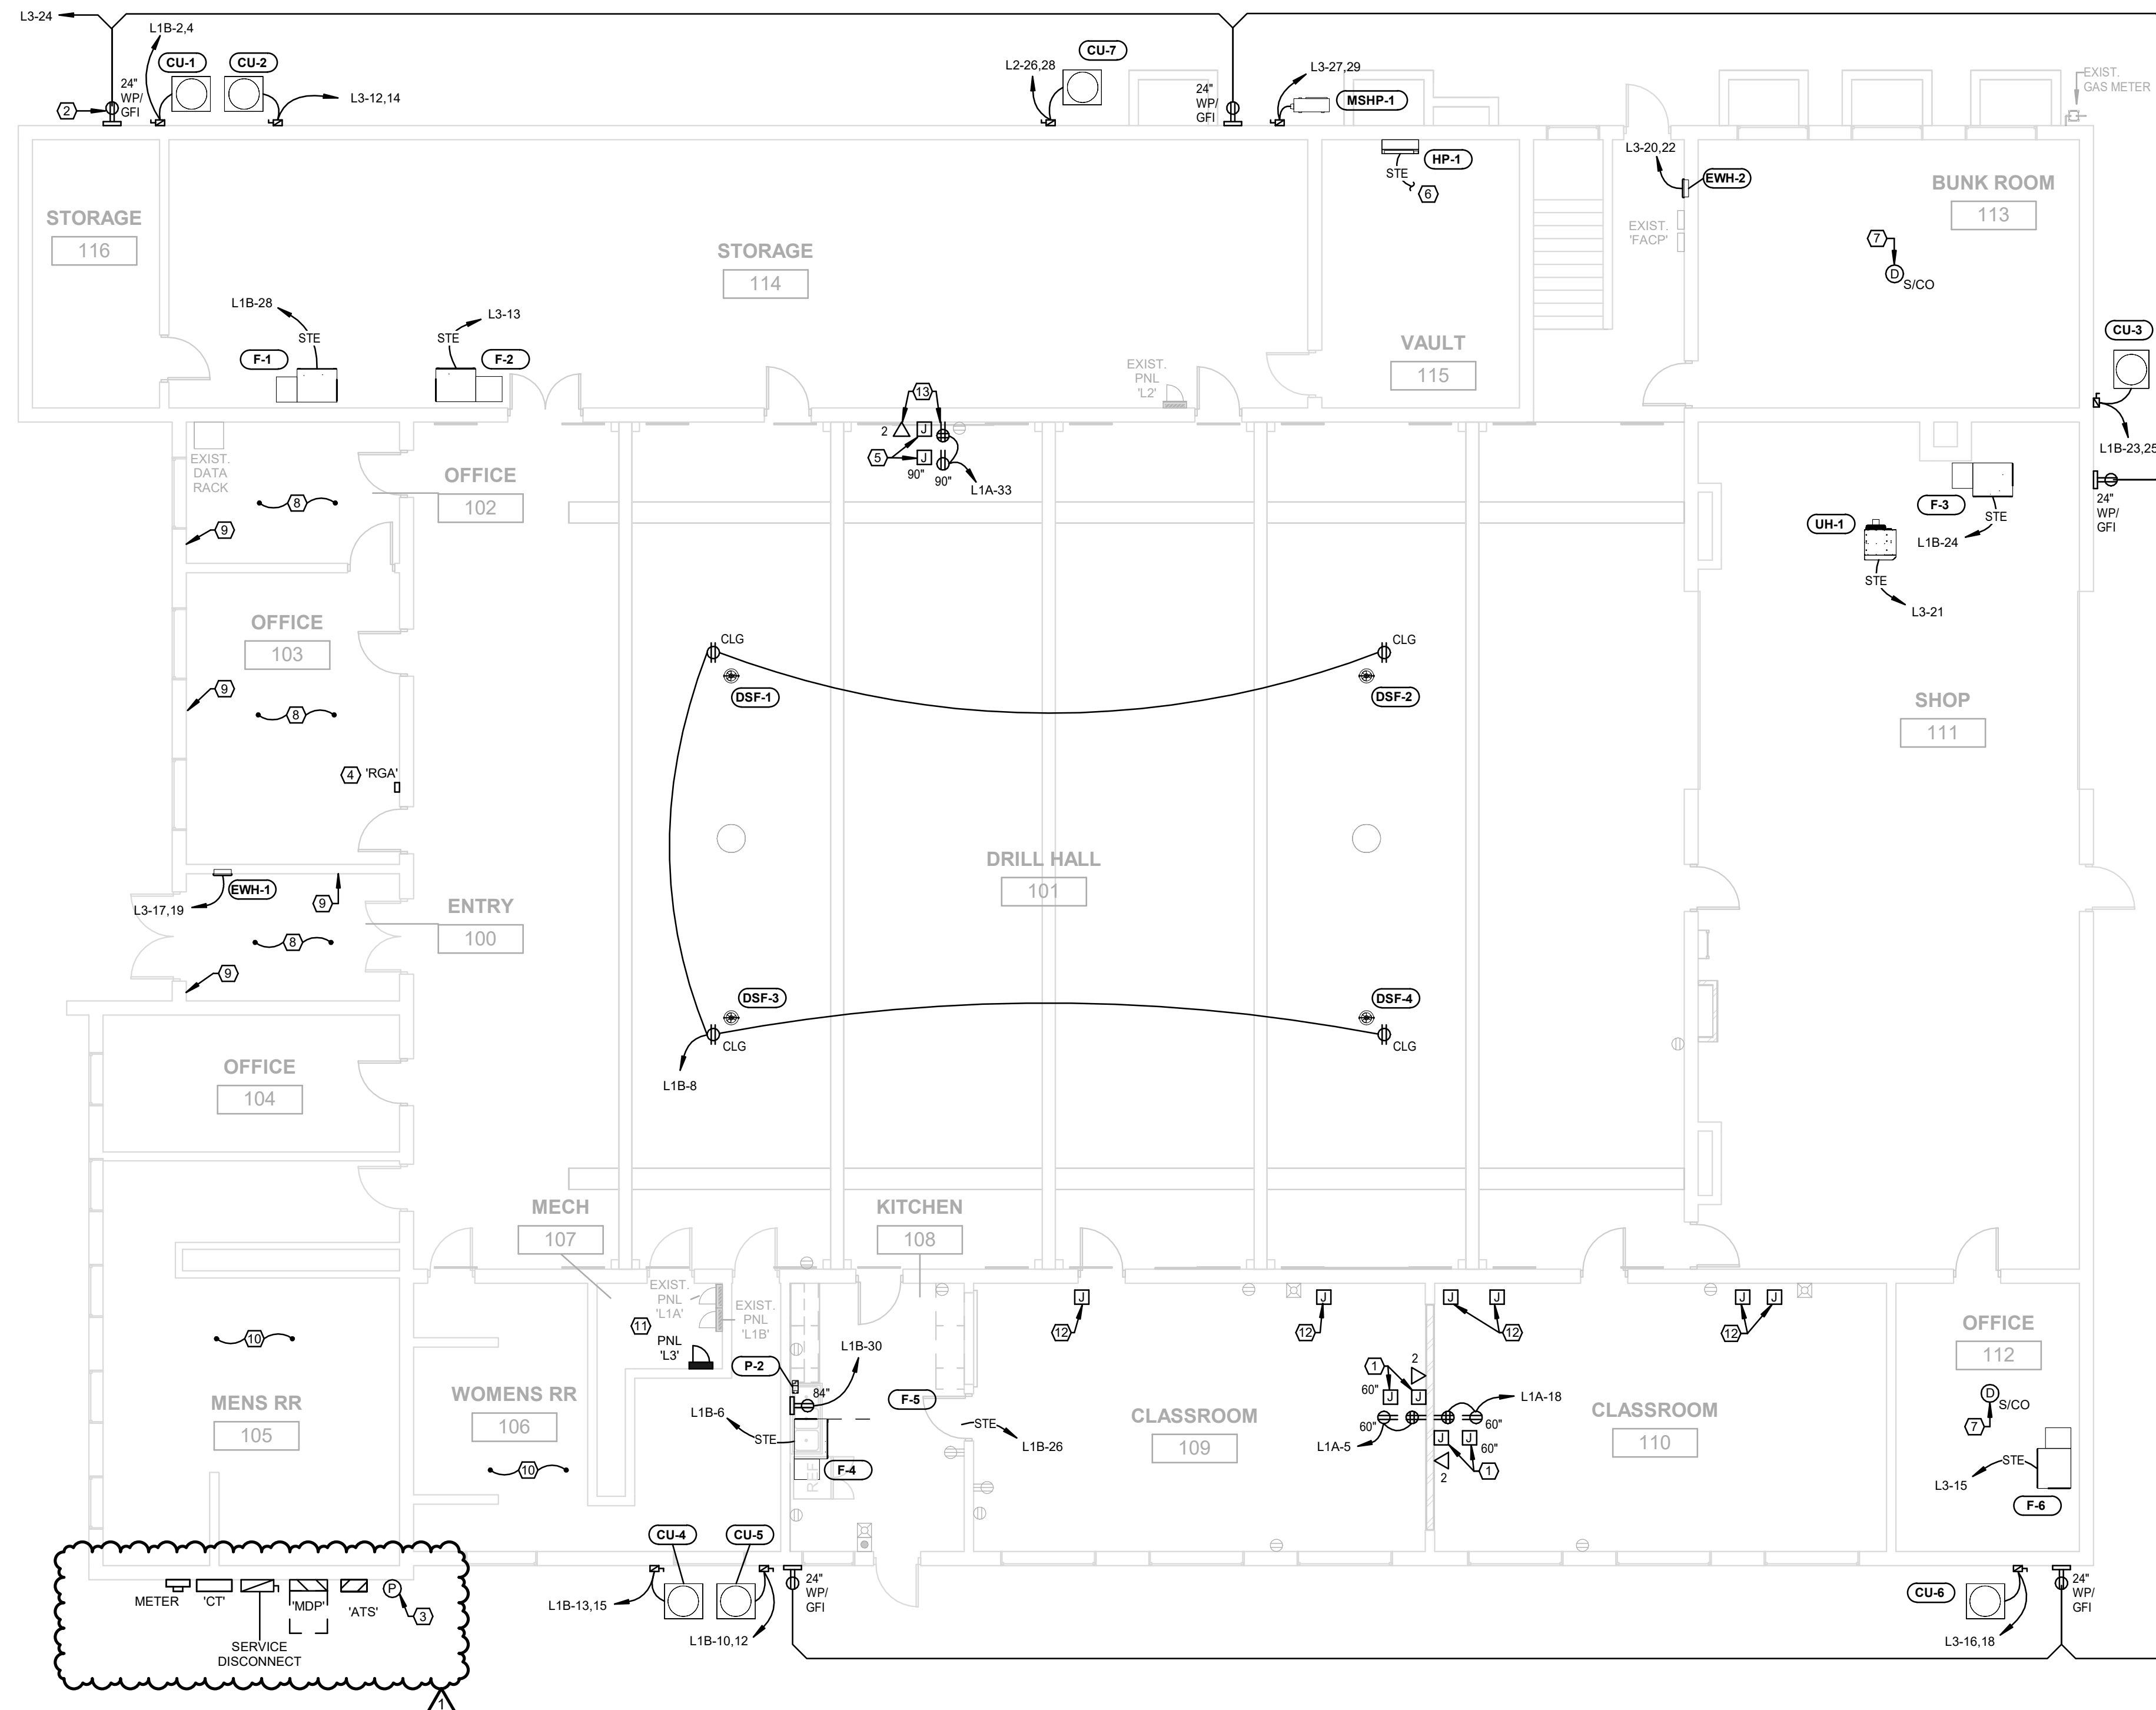 L3-24
L1B-2,4
CU-1
CU-2
24"
WP/
GFI
2
L3-12,14
CU-7
L2-26,28
24"
WP/
GFI
L3-27,29
MSHP-1
EXIST.
GAS METER
HP-1
STE
6
L3-20,22
EWH-2
EXIST.
'FACP'
BUNK ROOM
113
7
D
S/CO
STORAGE
116
STORAGE
114
L1B-28
STE
F-1
L3-13
STE
F-2
EXIST.
PNL
'L2'
VAULT
115
CU-3
L1B-23,25
24"
WP/
GFI
13
2
J
5
J
90"
90"
L1A-33
EXIST.
DATA
RACK
8
9
OFFICE
102
F-3
STE
L1B-24
UH-1
STE
L3-21
OFFICE
103
9
8
4
'RGA'
CLG
DSF-1
CLG
DSF-2
SHOP
111
DRILL HALL
101
EWH-1
L3-17,19
9
8
9
ENTRY
100
DSF-3
CLG
L1B-8
DSF-4
CLG
OFFICE
104
MECH
107
KITCHEN
108
EXIST.
PNL
'L1A'
EXIST.
PNL
'L1B'
11
PNL
'L3'
P-2
L1B-30
84"
L1B-6
STE
F-4
REF
F-5
STE
L1B-26
J
12
J
12
J
J
12
J
J
12
10
MENS RR
105
WOMENS RR
106
10
CLASSROOM
109
1
2
60"
J
J
60"
L1A-5
L1A-18
60"
J
J
60"
2
1
CLASSROOM
110
OFFICE
112
D
S/CO
7
STE
L3-15
F-6
METER
'CT'
'MDP'
'ATS'
P
3
SERVICE
DISCONNECT
1
CU-4
CU-5
L1B-13,15
L1B-10,12
24"
WP/
GFI
CU-6
L3-16,18
24"
WP/
GFI